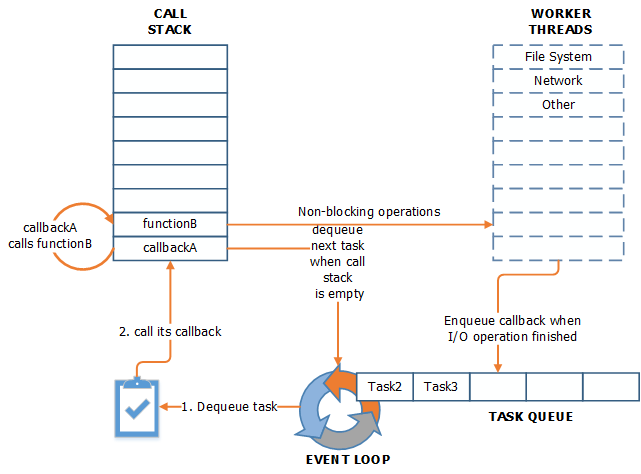 CALL
STACK
WORKER
THREADS
File System
Network
Other
callbackA
calls functionB
functionB
callbackA
Non-blocking operations
dequeue
next task
when call
stack
is empty
2. call its callback
Enqueue callback when
I/O operation finished
1. Dequeue task
Task2
Task3
TASK QUEUE
EVENT LOOP